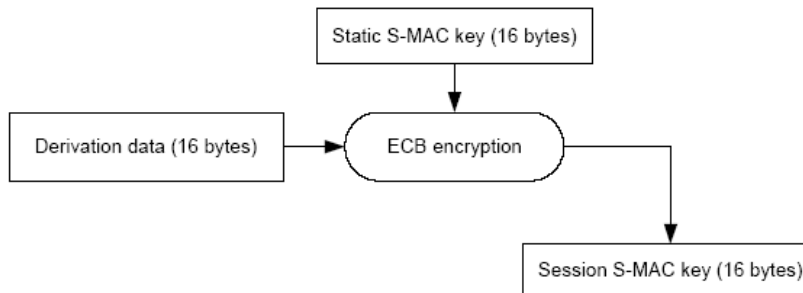 Static S-MAC key (16 bytes)
Derivation data (16 bytes)
ECB encryption
Session S-MAC key (16 bytes)